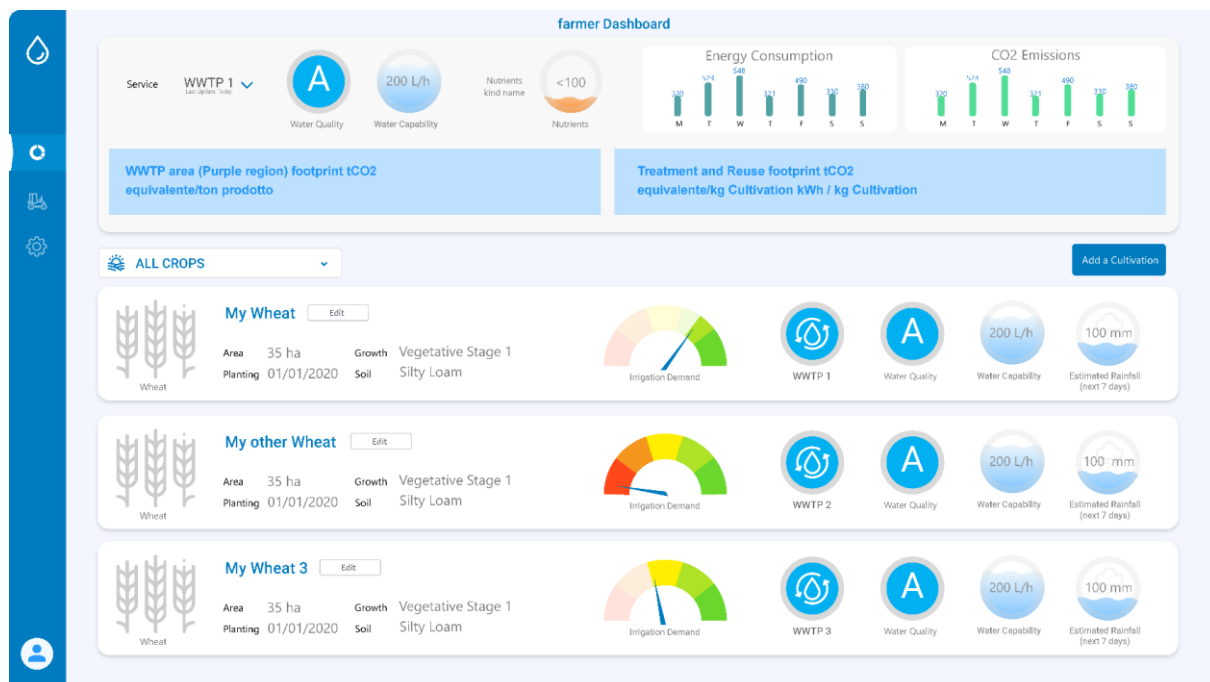 farmer Dashboard
Service
WWTP 1
Last Update Today
A
Water Quality
200 L/h
Water Capability
Nutrients
kind name
<100
Nutrients
Energy Consumption
320 573 548 321 490 330 380
M T W T F S S
CO2 Emissions
320 573 548 321 490 330 380
M T W T F S S
WWTP area (Purple region) footprint tCO2
equivalente/ton prodotto
Treatment and Reuse footprint tCO2
equivalente/kg Cultivation kWh / kg Cultivation
ALL CROPS
Add a Cultivation
Wheat
My Wheat
Edit
Area 35 ha Growth Vegetative Stage 1
Planting 01/01/2020 Soil Silty Loam
Irrigation Demand
WWTP 1
A
Water Quality
200 L/h
Water Capability
100 mm
Estimated Rainfall
(next 7 days)
Wheat
My other Wheat
Edit
Area 35 ha Growth Vegetative Stage 1
Planting 01/01/2020 Soil Silty Loam
Irrigation Demand
WWTP 2
A
Water Quality
200 L/h
Water Capability
100 mm
Estimated Rainfall
(next 7 days)
Wheat
My Wheat 3
Edit
Area 35 ha Growth Vegetative Stage 1
Planting 01/01/2020 Soil Silty Loam
Irrigation Demand
WWTP 3
A
Water Quality
200 L/h
Water Capability
100 mm
Estimated Rainfall
(next 7 days)